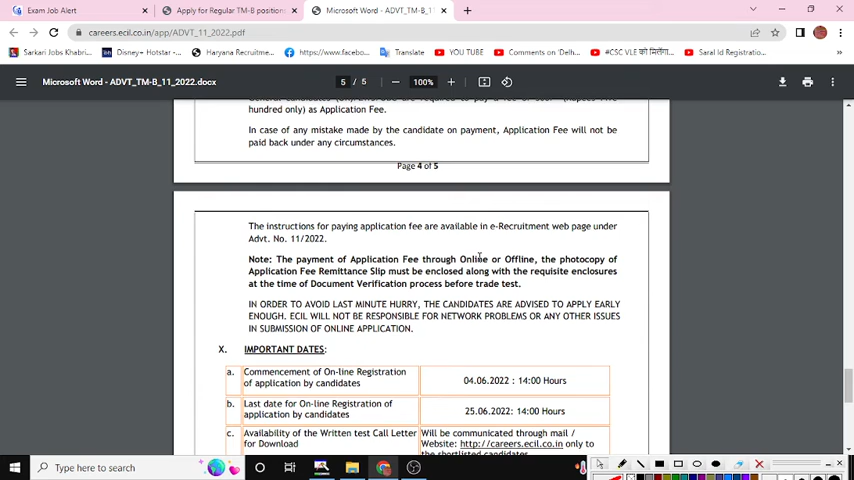 Exam Job Alert
Apply for Regular TM-B position
Microsoft Word - ADVT_TM-B_1
careers.ecil.co.in/app/ADVT_11_2022.pdf
Sarkari Jobs Khabri...
Disney+ Hotstar -...
Haryana Recruitme...
https://www.facebo...
Translate
YOU TUBE
Comments on 'Delh...
#CSC VLE को मिलेगा...
Saral Id Registratio...
Microsoft Word - ADVT_TM-B_11_2022.docx
5 / 5
100%
hundred only) as Application Fee.
In case of any mistake made by the candidate on payment, Application Fee will not be
paid back under any circumstances.
Page 4 of 5
The instructions for paying application fee are available in e-Recruitment web page under
Advt. No. 11/2022.
Note: The payment of Application Fee through Online or Offline, the photocopy of
Application Fee Remittance Slip must be enclosed along with the requisite enclosures
at the time of Document Verification process before trade test.
IN ORDER TO AVOID LAST MINUTE HURRY, THE CANDIDATES ARE ADVISED TO APPLY EARLY
ENOUGH. ECIL WILL NOT BE RESPONSIBLE FOR NETWORK PROBLEMS OR ANY OTHER ISSUES
IN SUBMISSION OF ONLINE APPLICATION.
X. IMPORTANT DATES:
a. Commencement of On-line Registration
of application by candidates
04.06.2022 : 14:00 Hours
b. Last date for On-line Registration of
application by candidates
25.06.2022: 14:00 Hours
c. Availability of the Written test Call Letter
for Download
Will be communicated through mail /
Website: http://careers.ecil.co.in only to
the shortlisted candidates
Type here to search